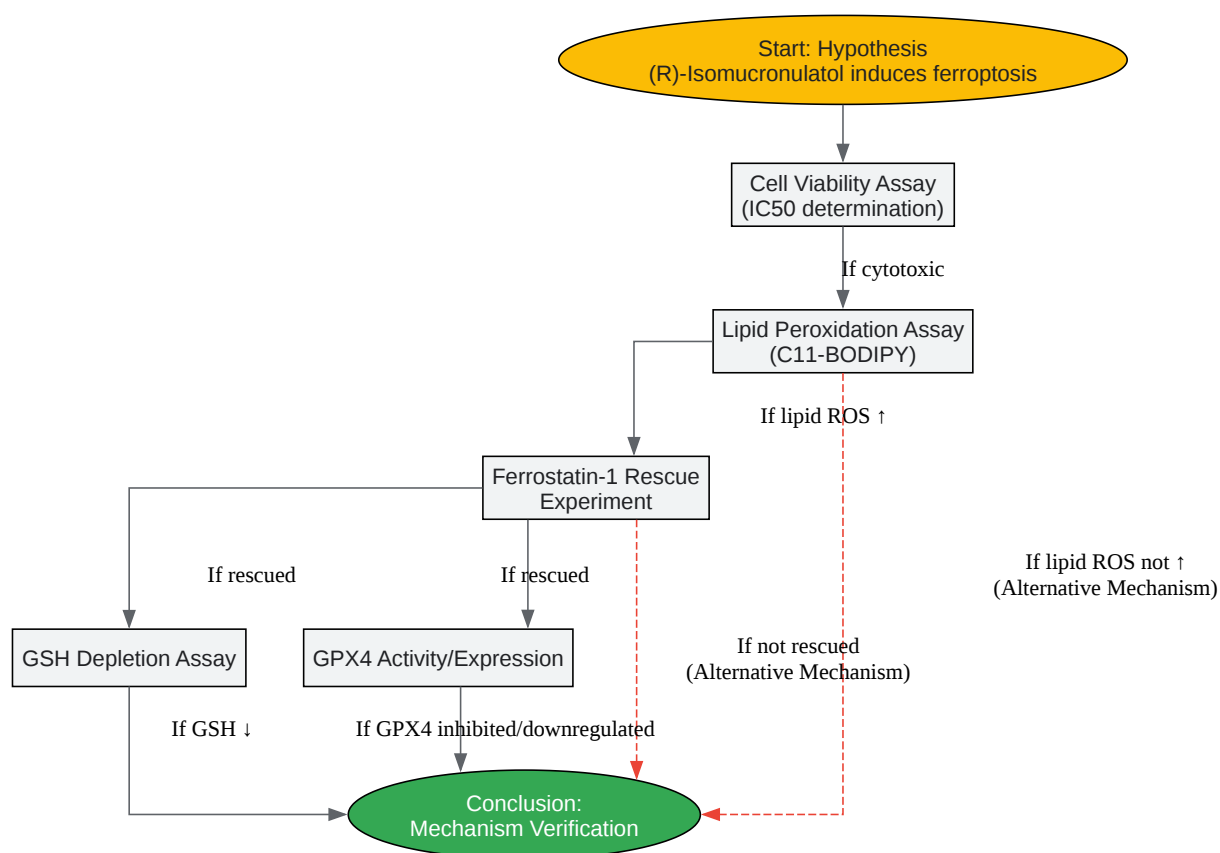 Start: Hypothesis
(R)-Isomucronulatol induces ferroptosis
Cell Viability Assay
(IC50 determination)
If cytotoxic
Lipid Peroxidation Assay
(C11-BODIPY)
If lipid ROS ↑
Ferrostatin-1 Rescue
Experiment
If lipid ROS not ↑
(Alternative Mechanism)
If rescued
If rescued
GSH Depletion Assay
GPX4 Activity/Expression
If not rescued
(Alternative Mechanism)
If GSH ↓
If GPX4 inhibited/downregulated
Conclusion:
Mechanism Verification